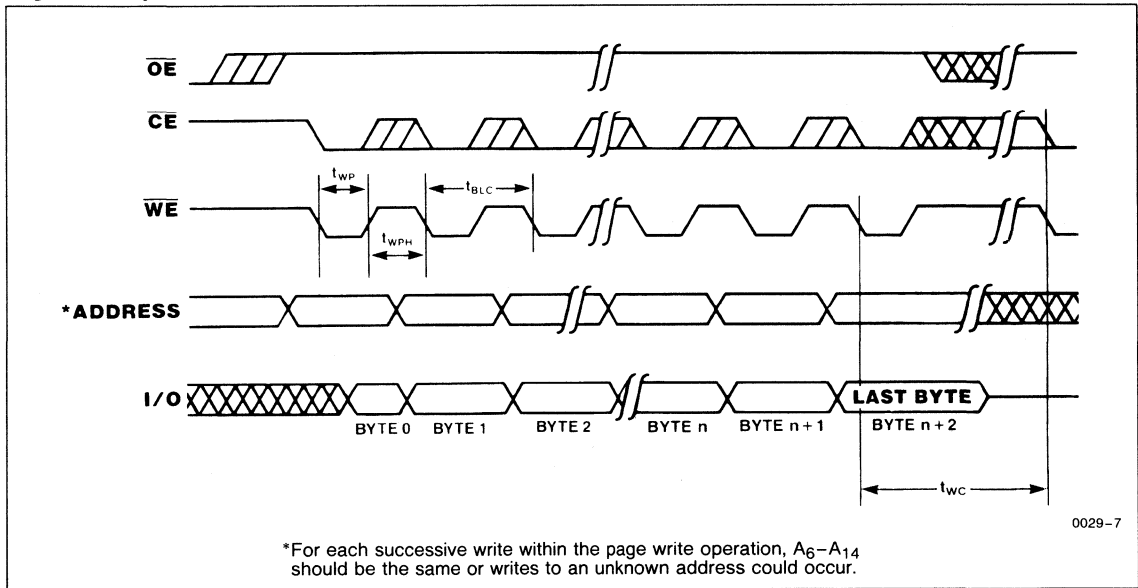 OE
CE
tWP
tBLC
WE
tWPH
*ADDRESS
I/O
LAST BYTE
BYTE 0 BYTE 1 BYTE 2 BYTE n BYTE n+1 BYTE n+2
tWC
0029-7
*For each successive write within the page write operation, A6–A14
should be the same or writes to an unknown address could occur.